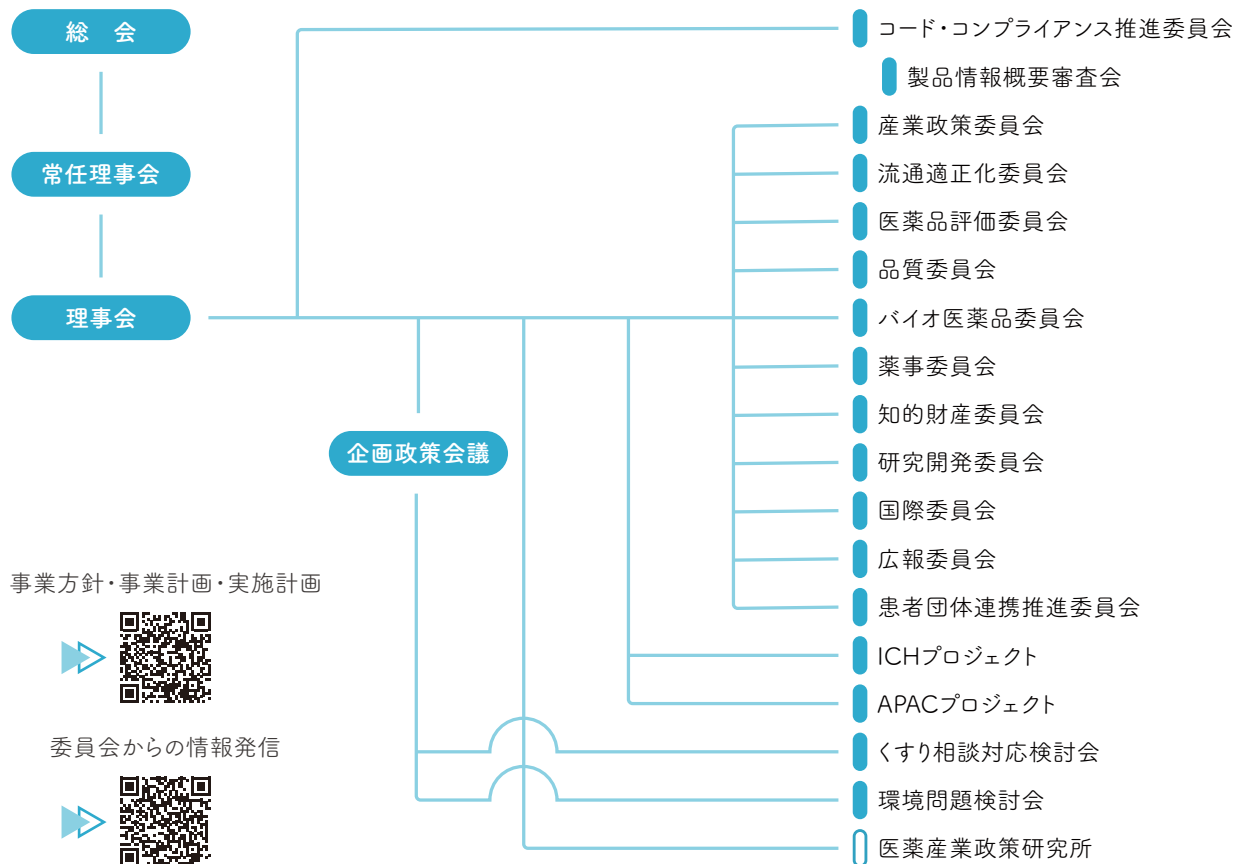 総 会
常任理事会
理事会
企画政策会議
コード・コンプライアンス推進委員会
製品情報概要審査会
産業政策委員会
流通適正化委員会
医薬品評価委員会
品質委員会
バイオ医薬品委員会
薬事委員会
知的財産委員会
研究開発委員会
国際委員会
広報委員会
患者団体連携推進委員会
ICHプロジェクト
APACプロジェクト
くすり相談対応検討会
環境問題検討会
医薬産業政策研究所
事業方針・事業計画・実施計画
委員会からの情報発信